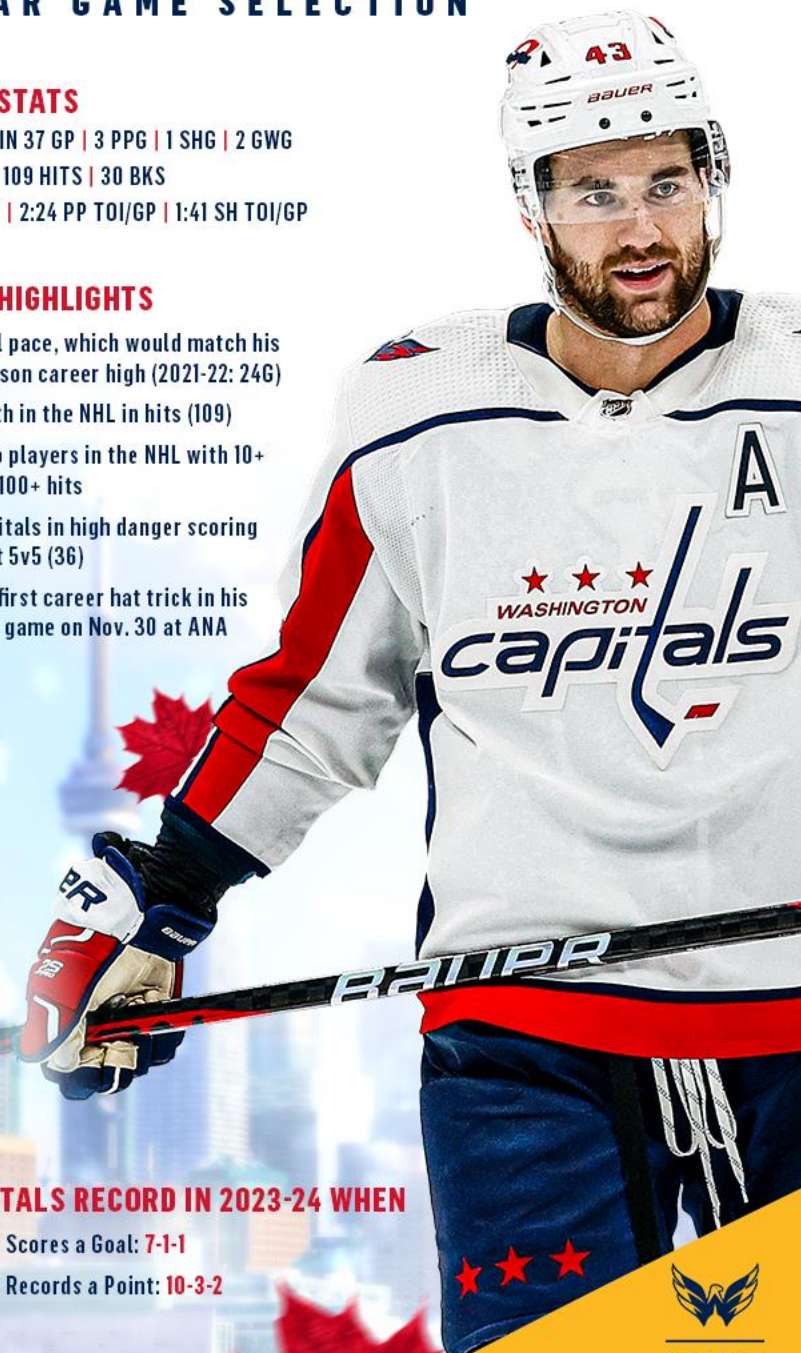 AR GAME SELECTION
STATS
IN 37 GP | 3 PPG | 1 SHG | 2 GWG
109 HITS | 30 BKS
| 2:24 PP TOI/GP | 1:41 SH TOI/GP
HIGHLIGHTS
l pace, which would match his
son career high (2021-22: 24G)
th in the NHL in hits (109)
o players in the NHL with 10+
100+ hits
itals in high danger scoring
t 5v5 (36)
first career hat trick in his
game on Nov. 30 at ANA
43
BAUER
A
WASHINGTON
capitals
BAUER
BAUER
TALS RECORD IN 2023-24 WHEN
Scores a Goal: 7-1-1
Records a Point: 10-3-2